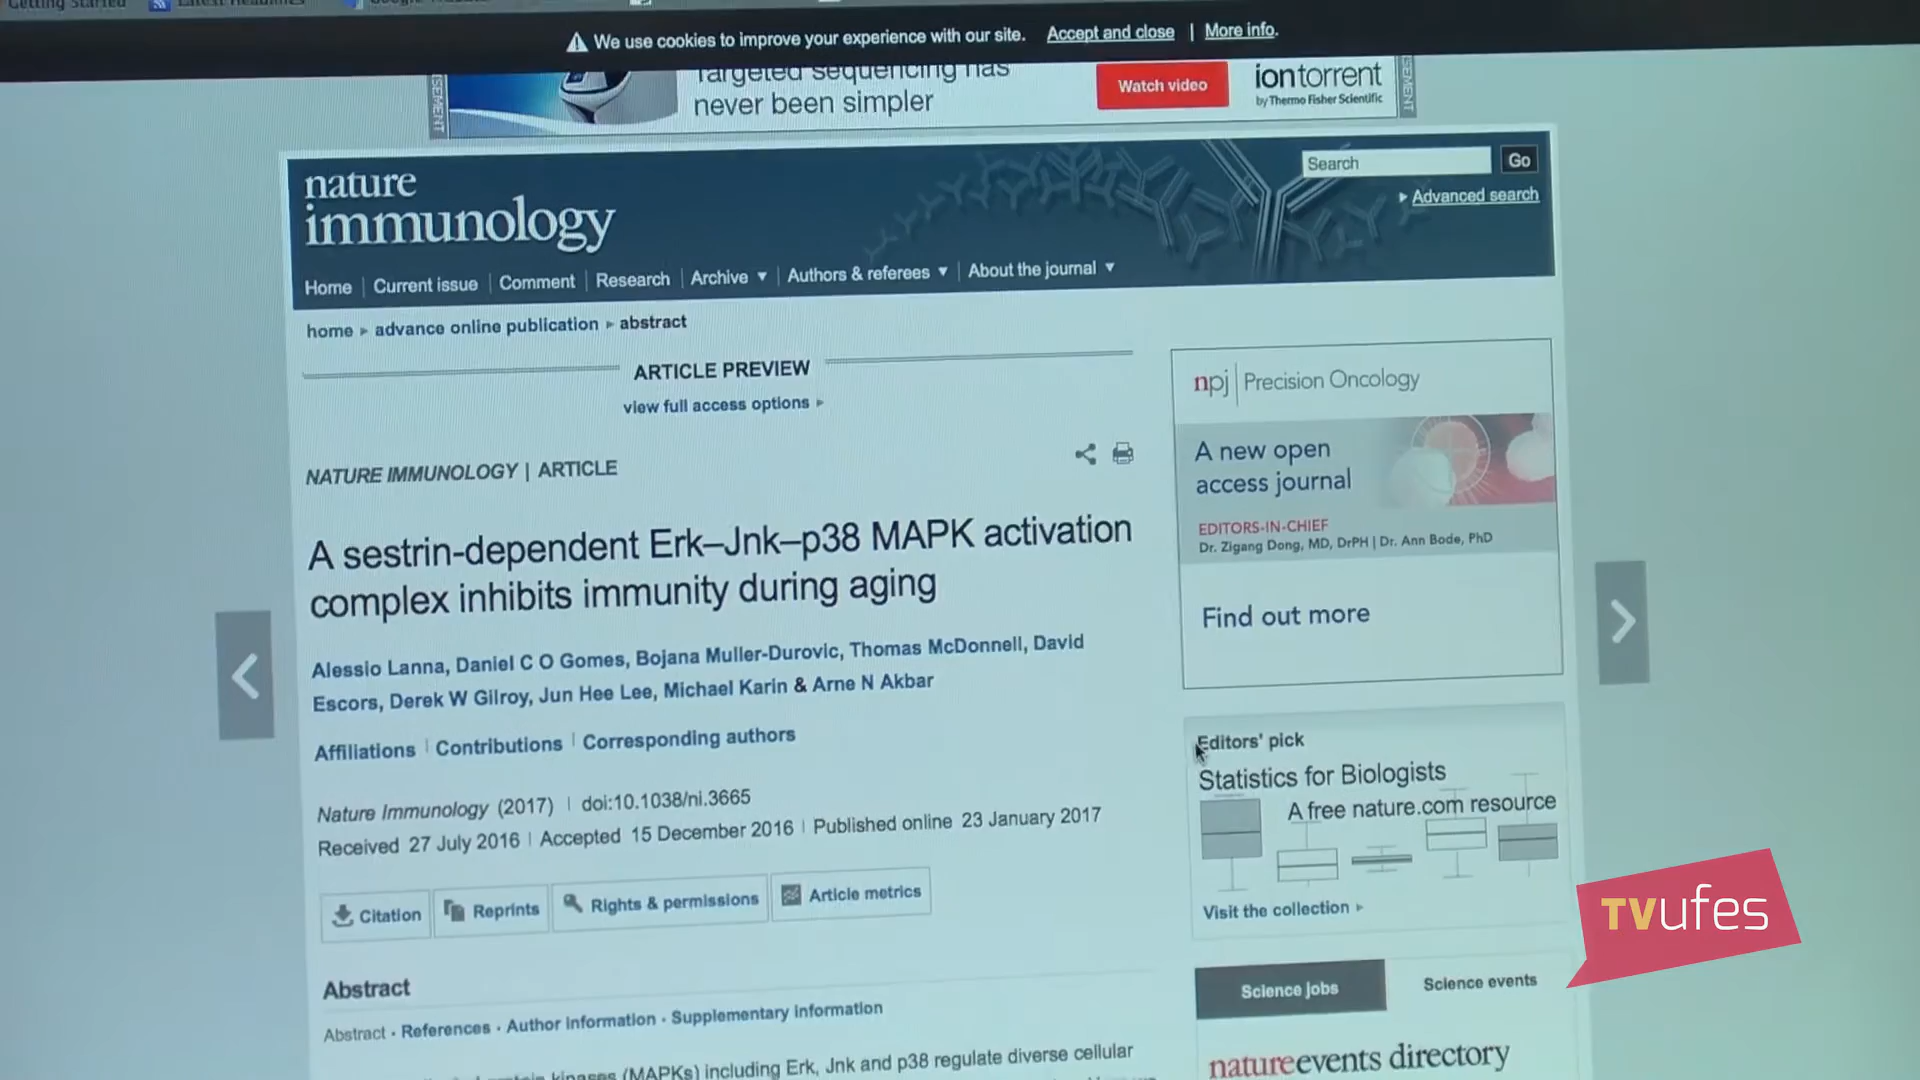 Getting Started
We use cookies to improve your experience with our site. Accept and close | More info.
Targeted sequencing has
never been simpler
Watch video
iontorrent
by Thermo Fisher Scientific
nature
immunology
Search
Go
Advanced search
Home
Current issue
Comment
Research
Archive
Authors & referees
About the journal
home
advance online publication
abstract
ARTICLE PREVIEW
view full access options
NATURE IMMUNOLOGY | ARTICLE
A sestrin-dependent Erk–Jnk–p38 MAPK activation
complex inhibits immunity during aging
Alessio Lanna, Daniel C O Gomes, Bojana Muller-Durovic, Thomas McDonnell, David
Escors, Derek W Gilroy, Jun Hee Lee, Michael Karin & Arne N Akbar
Affiliations | Contributions | Corresponding authors
Nature Immunology (2017) | doi:10.1038/ni.3665
Received 27 July 2016 | Accepted 15 December 2016 | Published online 23 January 2017
Citation
Reprints
Rights & permissions
Article metrics
Abstract
Abstract • References • Author information • Supplementary information
kinases (MAPKs) including Erk, Jnk and p38 regulate diverse cellular
npj | Precision Oncology
A new open
access journal
EDITORS-IN-CHIEF
Dr. Zigang Dong, MD, DrPH | Dr. Ann Bode, PhD
Find out more
Editors' pick
Statistics for Biologists
A free nature.com resource
Visit the collection
Science jobs
Science events
natureevents directory
TVufes